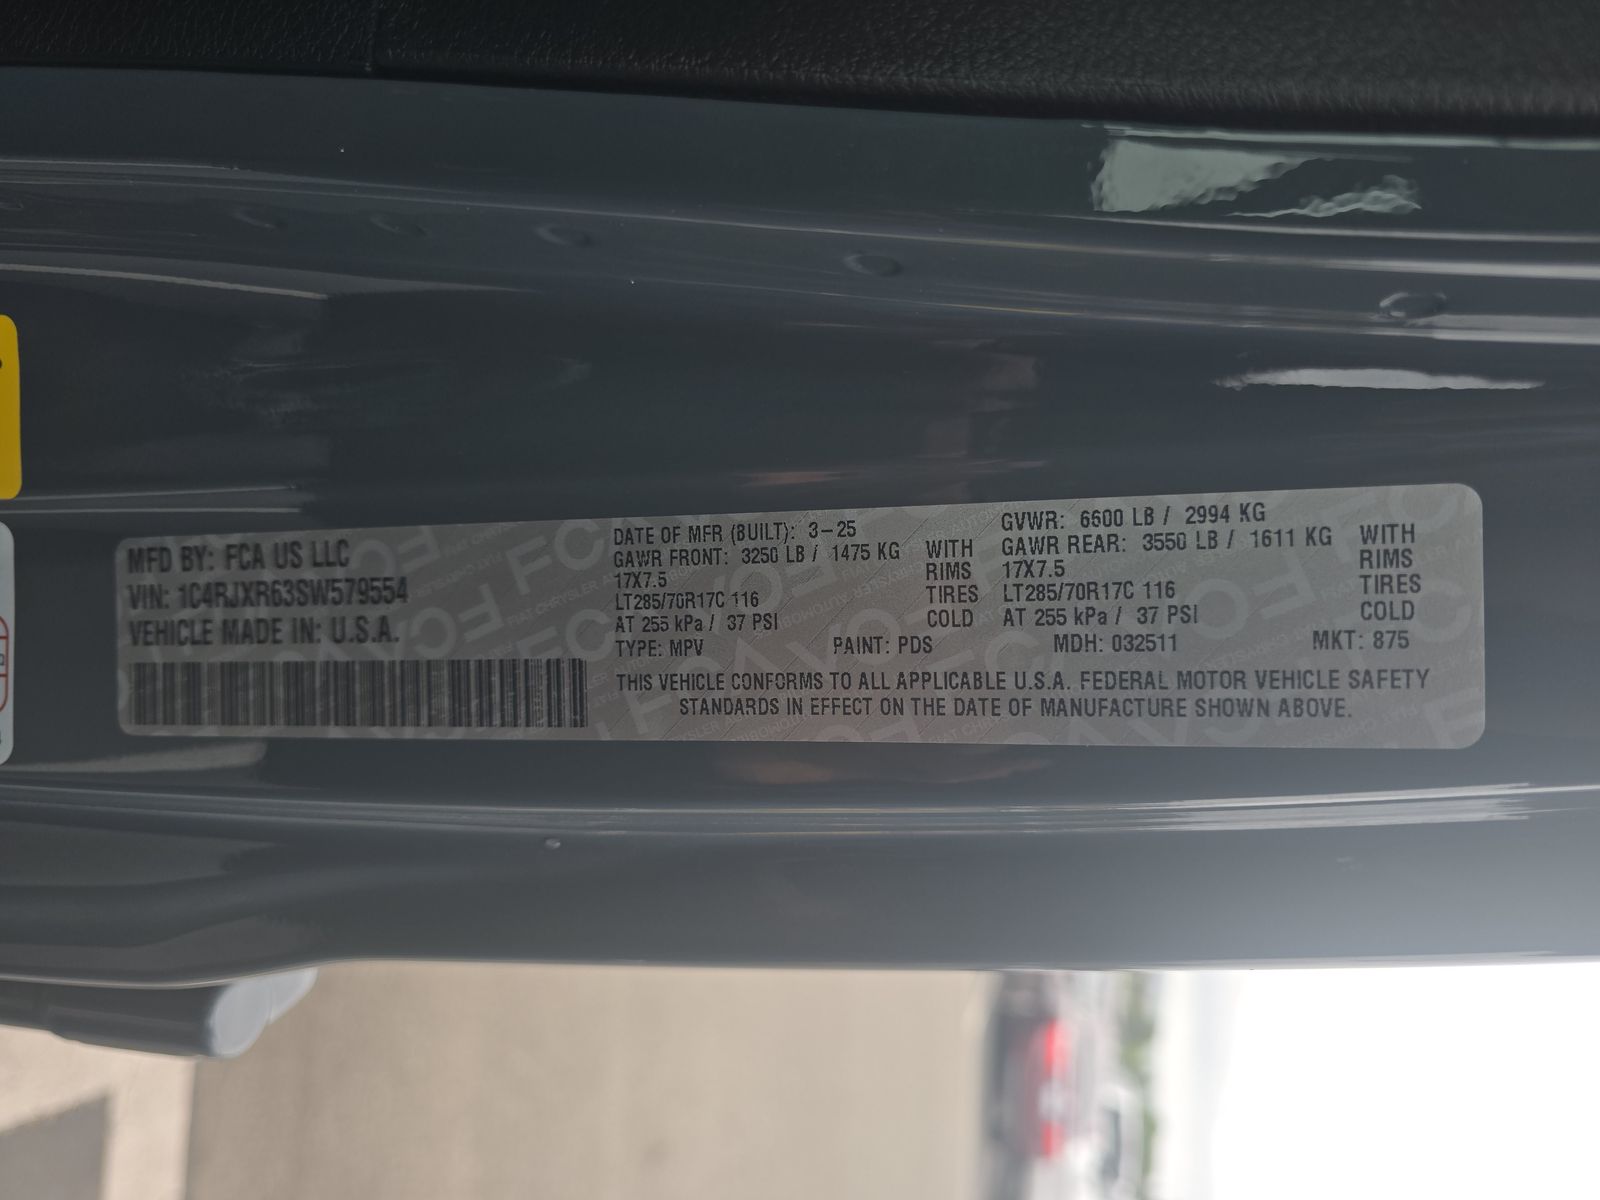 MFD BY: FCA US LLC
VIN: 1C4RJXR63SW579554
VEHICLE MADE IN: U.S.A.
DATE OF MFR (BUILT): 3-25
GAWR FRONT: 3250 LB / 1475 KG WITH
17X7.5 RIMS
LT285/70R17C 116 TIRES
AT 255 kPa / 37 PSI COLD
GVWR: 6600 LB / 2994 KG
GAWR REAR: 3550 LB / 1611 KG WITH
17X7.5 RIMS
LT285/70R17C 116 TIRES
AT 255 kPa / 37 PSI COLD
TYPE: MPV PAINT: PDS MDH: 032511 MKT: 875
THIS VEHICLE CONFORMS TO ALL APPLICABLE U.S.A. FEDERAL MOTOR VEHICLE SAFETY
STANDARDS IN EFFECT ON THE DATE OF MANUFACTURE SHOWN ABOVE.